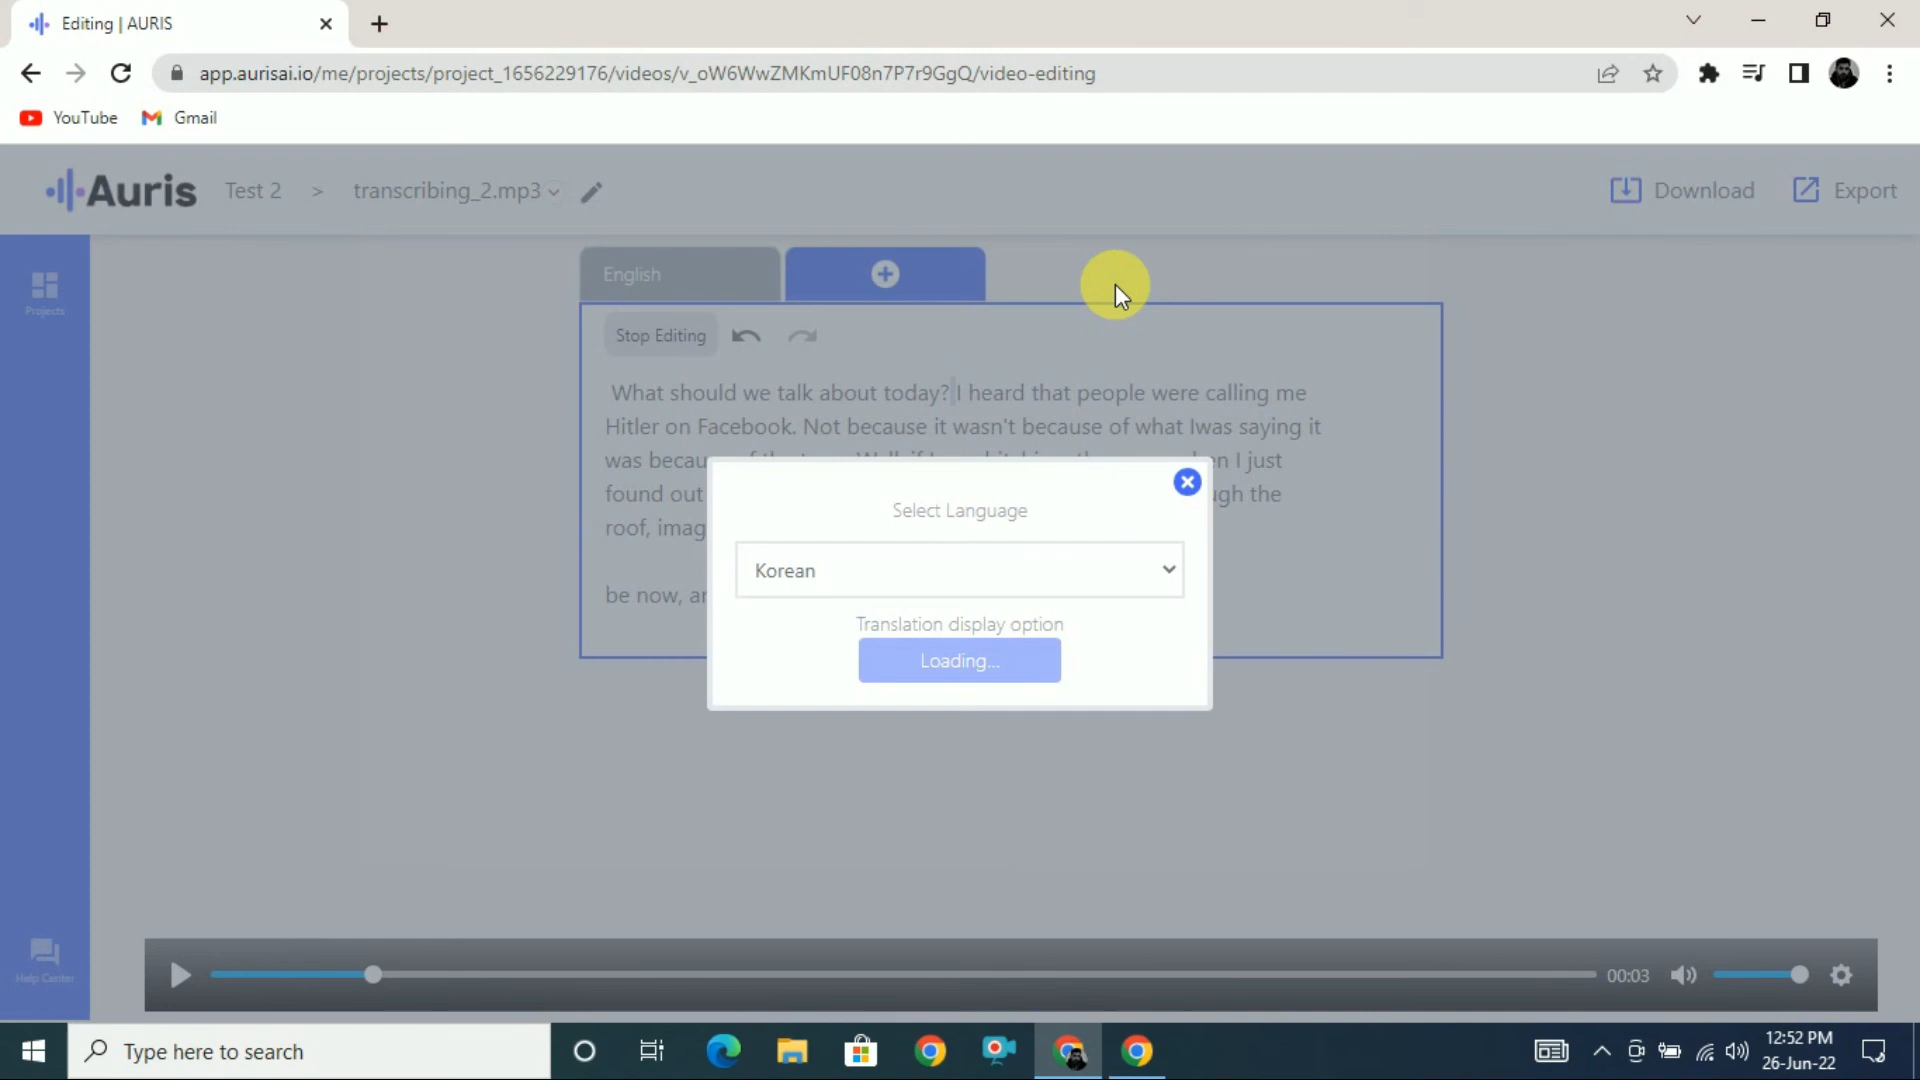 Editing | AURIS
app.aurisai.io/me/projects/project_1656229176/videos/v_oW6WwZMKmUF08n7P7r9GgQ/video-editing
YouTube
Gmail
Auris
Test 2 > transcribing_2.mp3
Download
Export
Projects
English
Stop Editing
What should we talk about today? I heard that people were calling me
Hitler on Facebook. Not because it wasn't because of what Iwas saying it
was
I just
found out
the
roof,
be now,
Select Language
Korean
Translation display option
Loading...
Help Center
00:03
Type here to search
12:52 PM
26-Jun-22